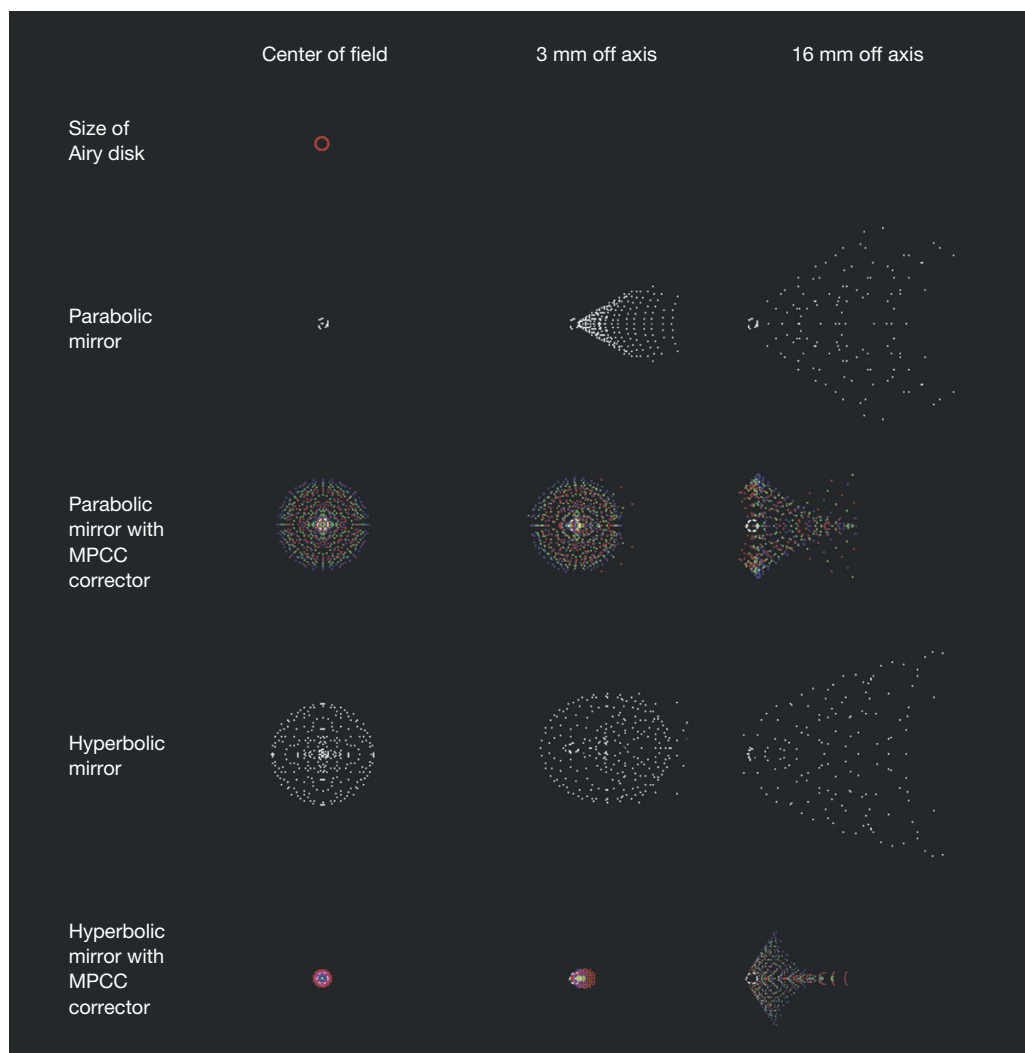 Center of field
3 mm off axis
16 mm off axis
Size of
Airy disk
Parabolic
mirror
Parabolic
mirror with
MPCC
corrector
Hyperbolic
mirror
Hyperbolic
mirror with
MPCC
corrector